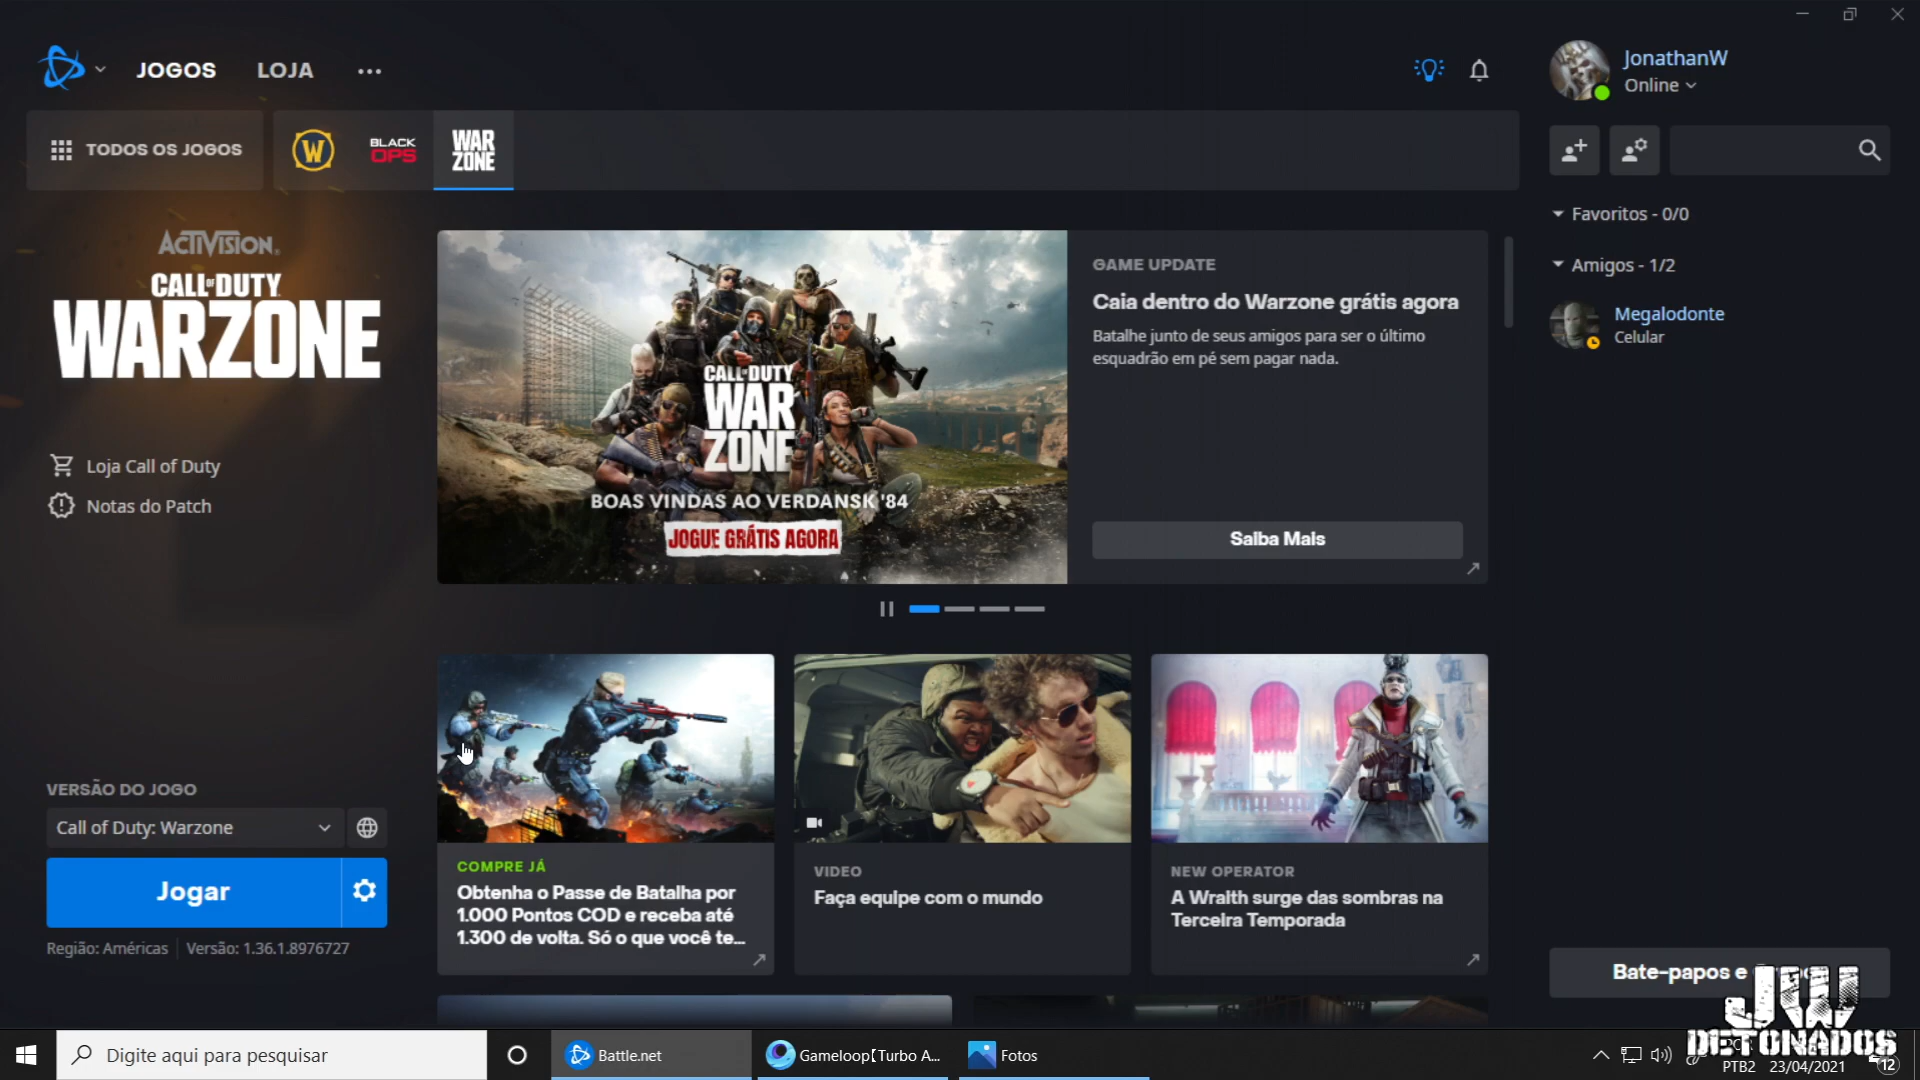 JOGOS
LOJA
JonathanW
Online
TODOS OS JOGOS
W
BLACK OPS
WAR ZONE
Favoritos - 0/0
Amigos - 1/2
Megalodonte
Celular
ACTIVISION
CALL OF DUTY
WARZONE
Loja Call of Duty
Notas do Patch
CALL OF DUTY
WAR
ZONE
BOAS VINDAS AO VERDANSK '84
JOGUE GRÁTIS AGORA
GAME UPDATE
Caia dentro do Warzone grátis agora
Batalhe junto de seus amigos para ser o último
esquadrão em pé sem pagar nada.
Saiba Mais
VERSÃO DO JOGO
Call of Duty: Warzone
Jogar
Região: Américas
Versão: 1.36.1.8976727
COMPRE JÁ
Obtenha o Passe de Batalha por
1.000 Pontos COD e receba até
1.300 de volta. Só o que você te...
VIDEO
Faça equipe com o mundo
NEW OPERATOR
A Wraith surge das sombras na
Terceira Temporada
Bate-papos e
JW
DETONADOS
Digite aqui para pesquisar
Battle.net
Gameloop【Turbo A...
Fotos
PTB2
23/04/2021
12